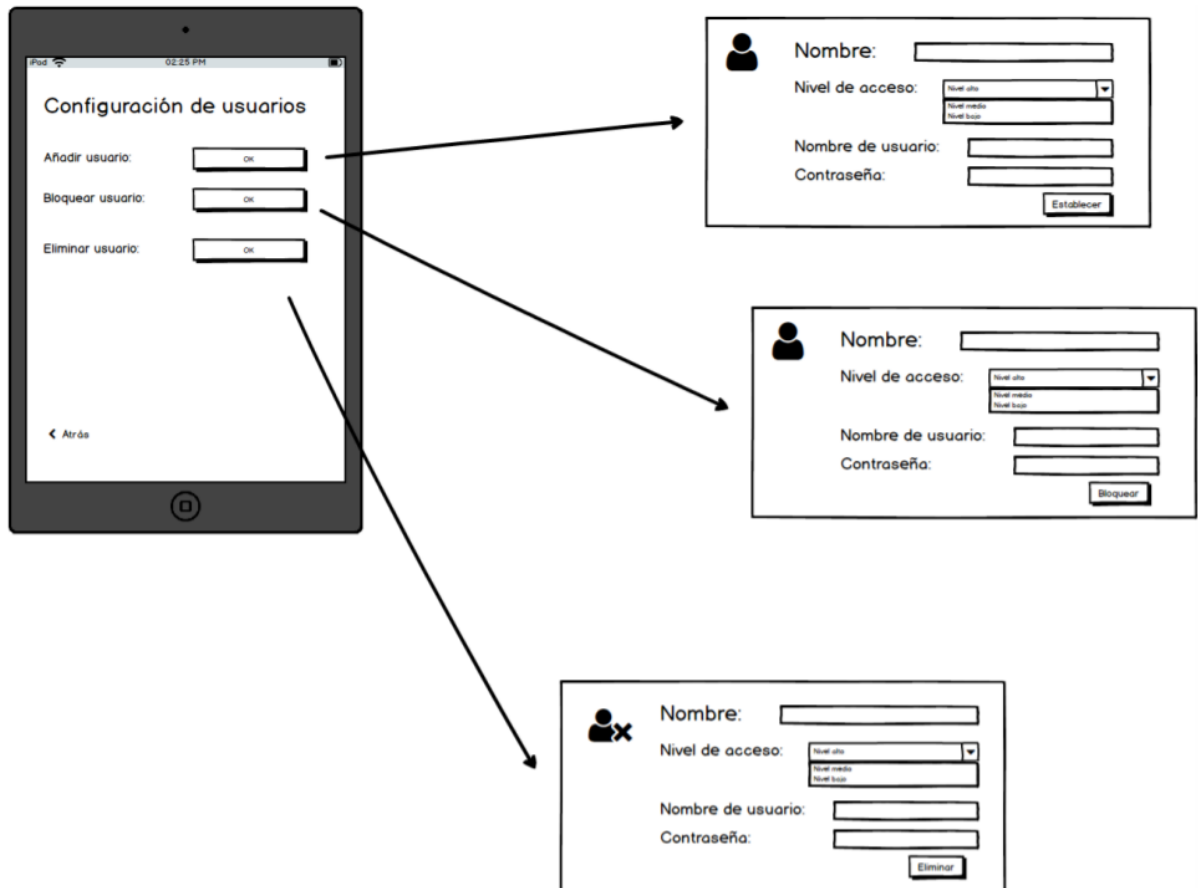 iPod 02:25 PM
Configuración de usuarios
Añadir usuario: OK
Bloquear usuario: OK
Eliminar usuario: OK
Atrás
Nombre:
Nivel de acceso: Nivel alto
Nivel medio
Nivel bajo
Nombre de usuario:
Contraseña:
Establecer
Nombre:
Nivel de acceso: Nivel alto
Nivel medio
Nivel bajo
Nombre de usuario:
Contraseña:
Bloquear
Nombre:
Nivel de acceso: Nivel alto
Nivel medio
Nivel bajo
Nombre de usuario:
Contraseña:
Eliminar